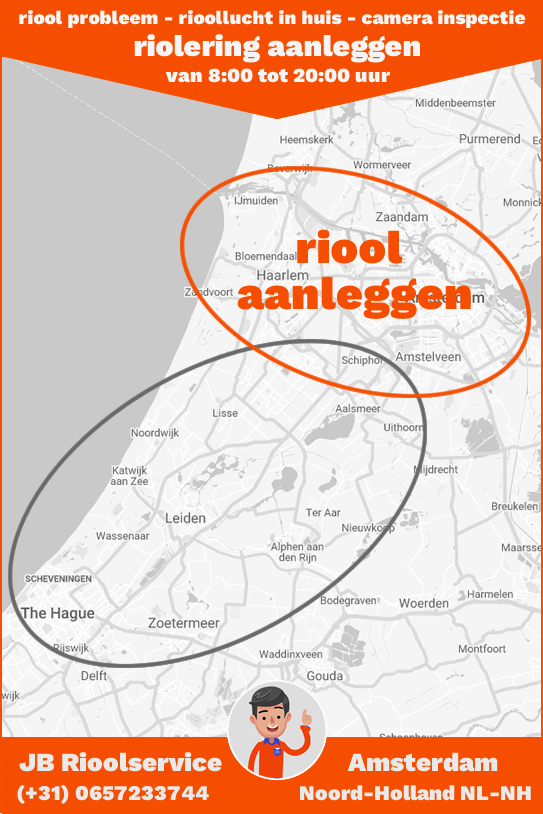 riool probleem - rioollucht in huis - camera inspectie
riolering aanleggen
van 8:00 tot 20:00 uur
Middenbeemster
Heemskerk
Purmerend
Beverwijk
Wormerveer
IJmuiden
Monnick
Zaandam
riool
Bloemendaal
Haarlem
Zandvoort
aanleggen
Amsterdam
Schiphol
Amstelveen
Lisse
Aalsmeer
Uithoorn
Noordwijk
Katwijk
aan Zee
Mijdrecht
Leiden
Ter Aar
Breukelen
Nieuwkoop
Wassenaar
Alphen aan
den Rijn
Maarsse
SCHEVENINGEN
The Hague
Bodegraven
Woerden
Harmelen
Zoetermeer
Rijswijk
Waddinxveen
Montfoort
Delft
Gouda
wijk
JB Rioolservice
Amsterdam
(+31) 0657233744
Noord-Holland NL-NH